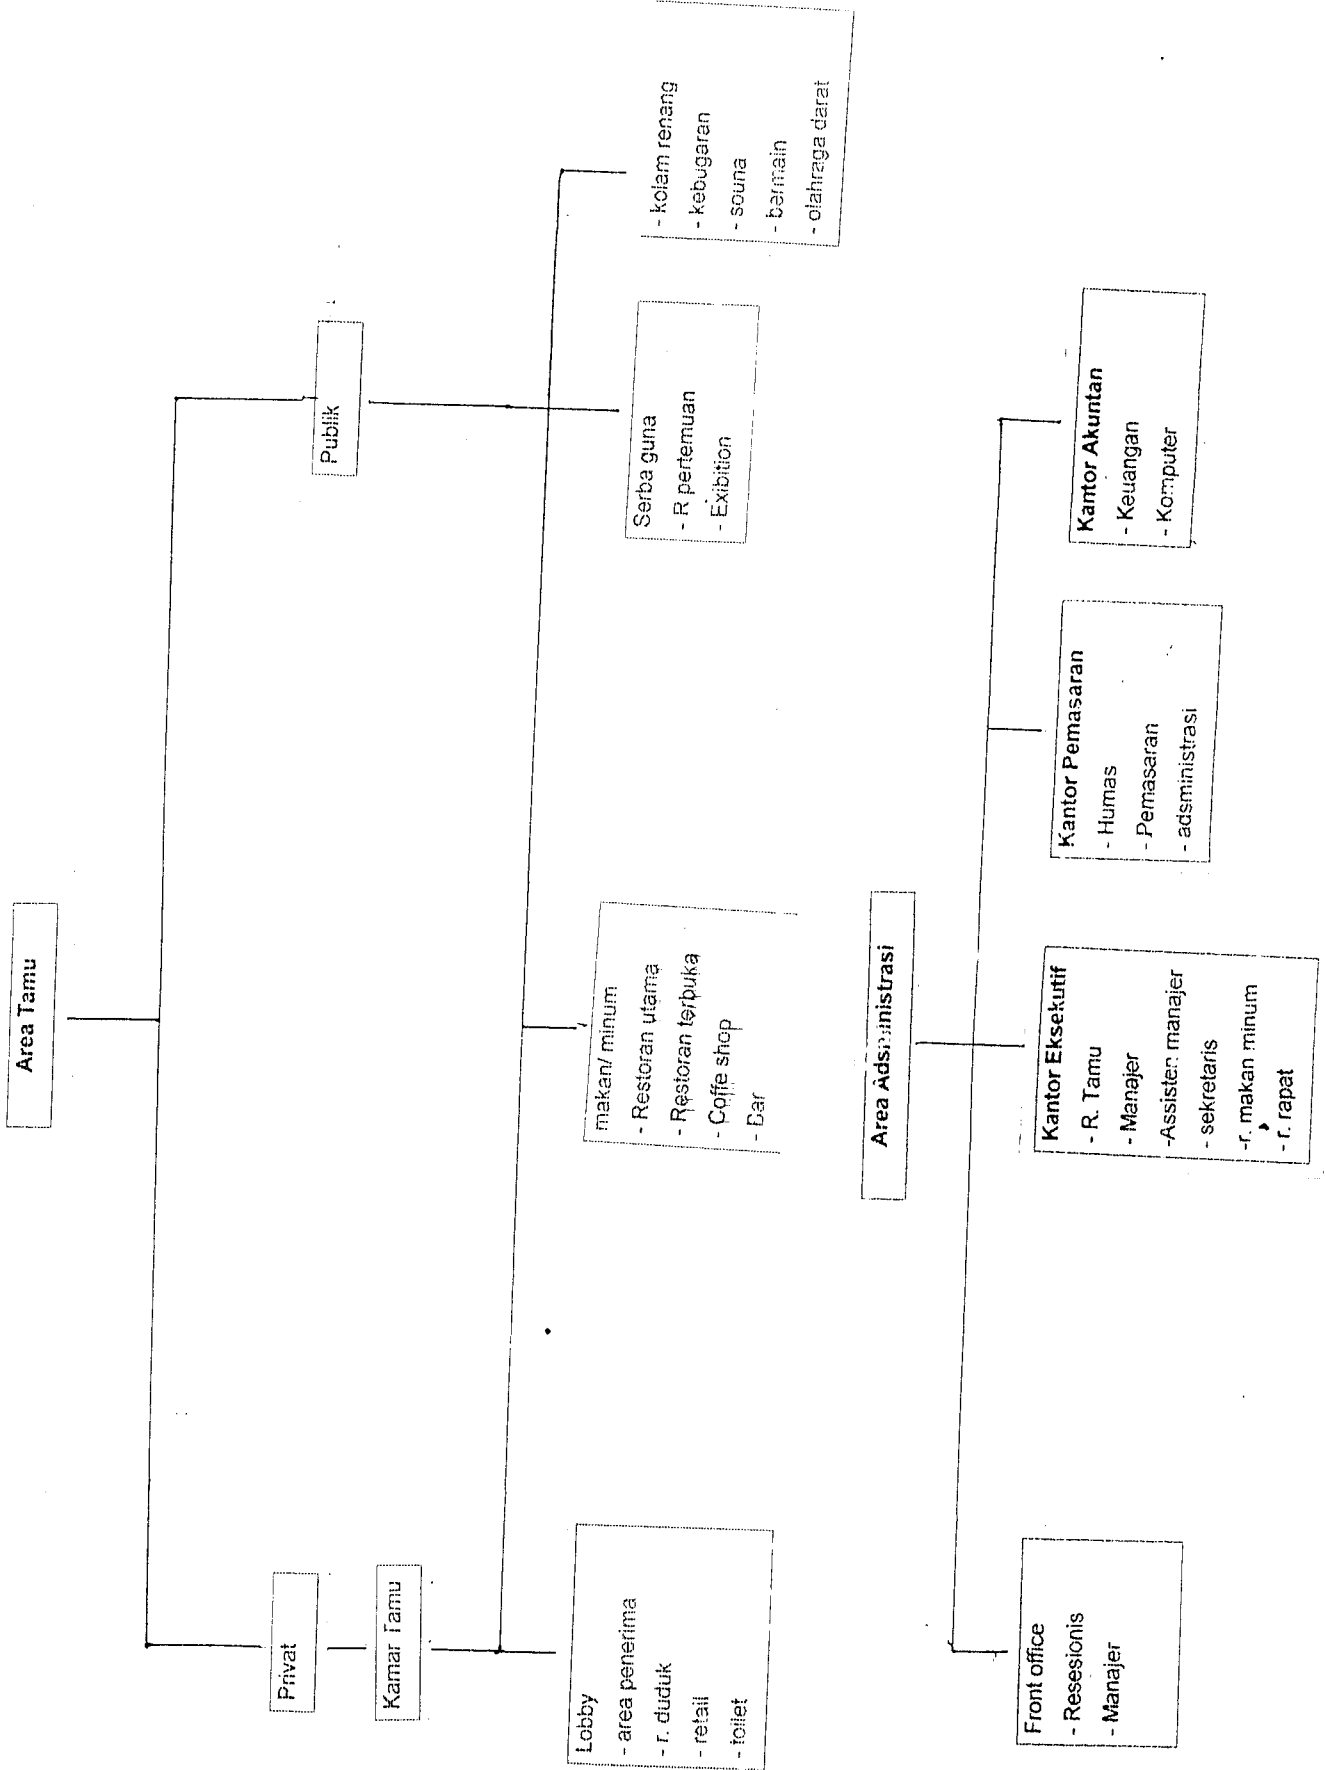 Area Tamu
Privat
Publik
Kamar Tamu
Lobby
- area penerima
- r. duduk
- retail
- toilet
makan/ minum
- Restoran utama
- Restoran terbuka
- Coffe shop
- Bar
Serba guna
- R pertemuan
- Exibition
- kolam renang
- kebugaran
- souna
- bermain
- olahraga darat
Area Adsministrasi
Front office
- Resesionis
- Manajer
Kantor Eksekutif
- R. Tamu
- Manajer
-Assisten manajer
- sekretaris
-r. makan minum
- r. rapat
Kantor Pemasaran
- Humas
- Pemasaran
- adsministrasi
Kantor Akuntan
- Keuangan
- Komputer